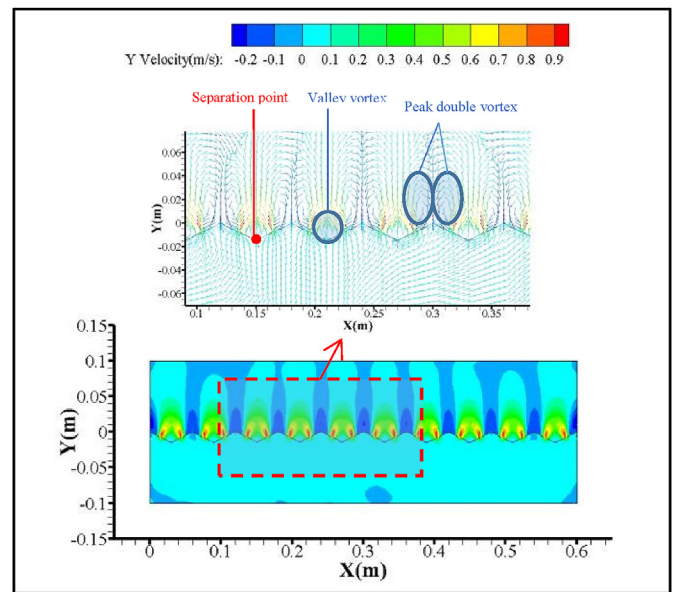 Y Velocity(m/s): -0.2 -0.1 0 0.1 0.2 0.3 0.4 0.5 0.6 0.7 0.8 0.9
Separation point
Valley vortex
Peak double vortex
0.06
0.04
0.02
0
-0.02
-0.04
-0.06
Y(m)
0.1 0.15 0.2 0.25 0.3 0.35
X(m)
0.15
0.1
0.05
0
-0.05
-0.1
-0.15
Y(m)
0 0.1 0.2 0.3 0.4 0.5 0.6
X(m)